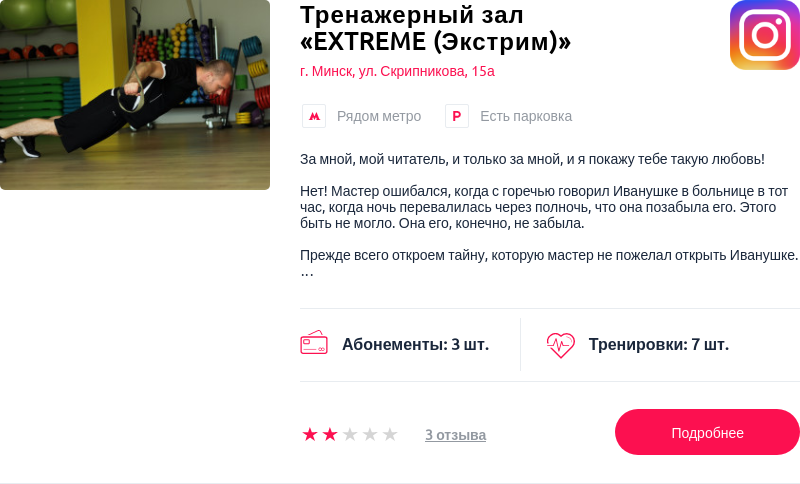 Тренажерный зал
«EXTREME (Экстрим)»
г. Минск, ул. Скрипникова, 15а
Рядом метро
P Есть парковка
За мной, мой читатель, и только за мной, и я покажу тебе такую любовь!
Нет! Мастер ошибался, когда с горечью говорил Иванушке в больнице в тот
час, когда ночь перевалилась через полночь, что она позабыла его. Этого
быть не могло. Она его, конечно, не забыла.
Прежде всего откроем тайну, которую мастер не пожелал открыть Иванушке.
...
Абонементы: 3 шт.
Тренировки: 7 шт.
3 отзыва
Подробнее